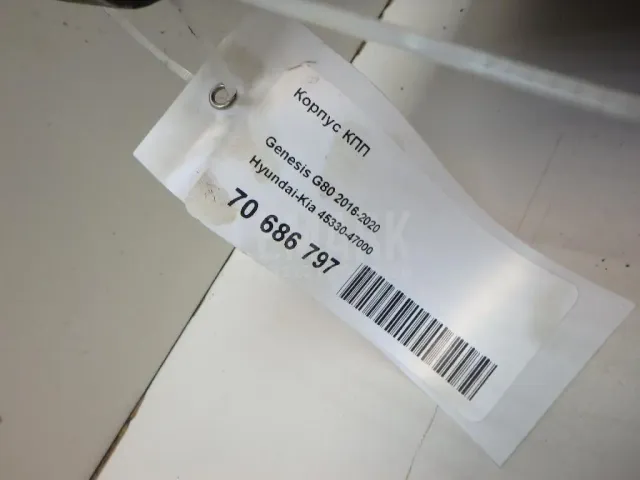 Корпус КПП
Genesis G80 2016-2020
Hyundai-Kia 45330-47000
70 686 797